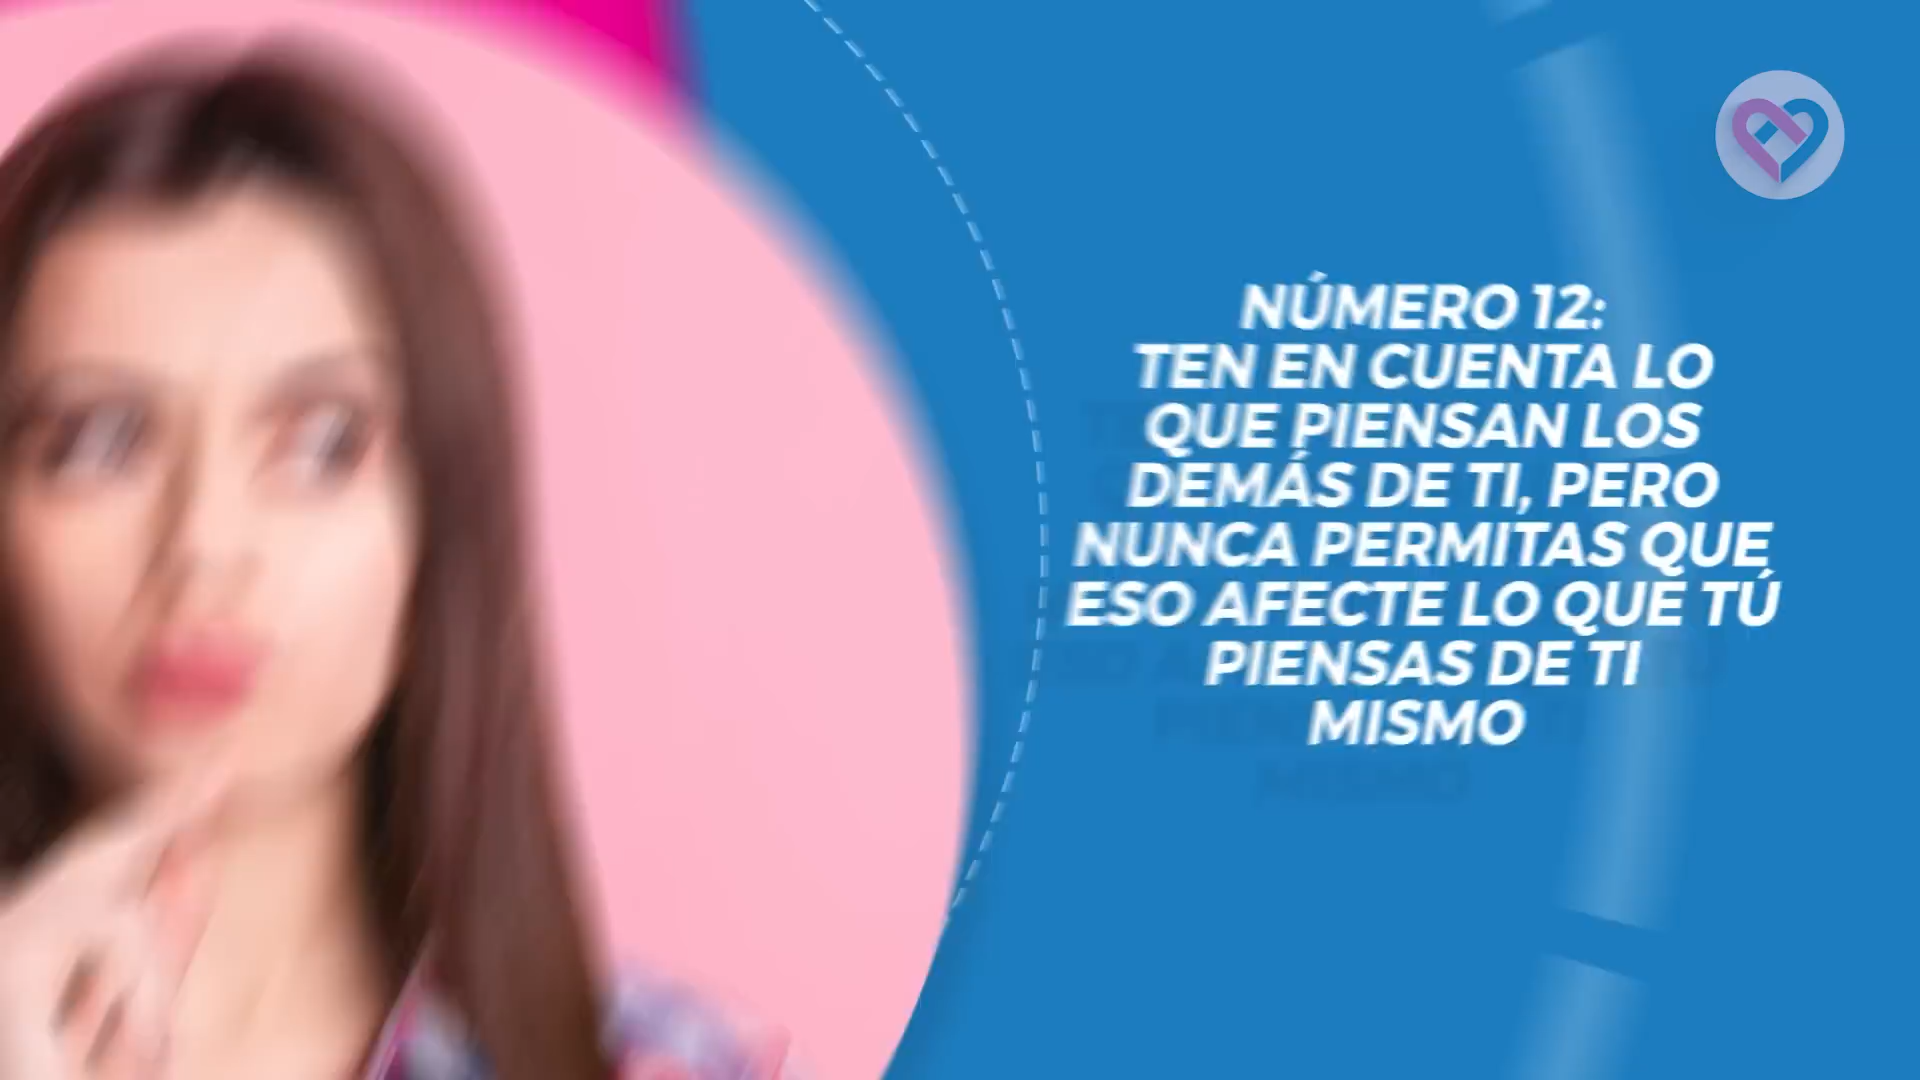 NÚMERO 12:
TEN EN CUENTA LO
QUE PIENSAN LOS
DEMÁS DE TI, PERO
NUNCA PERMITAS QUE
ESO AFECTE LO QUE TÚ
PIENSAS DE TI
MISMO